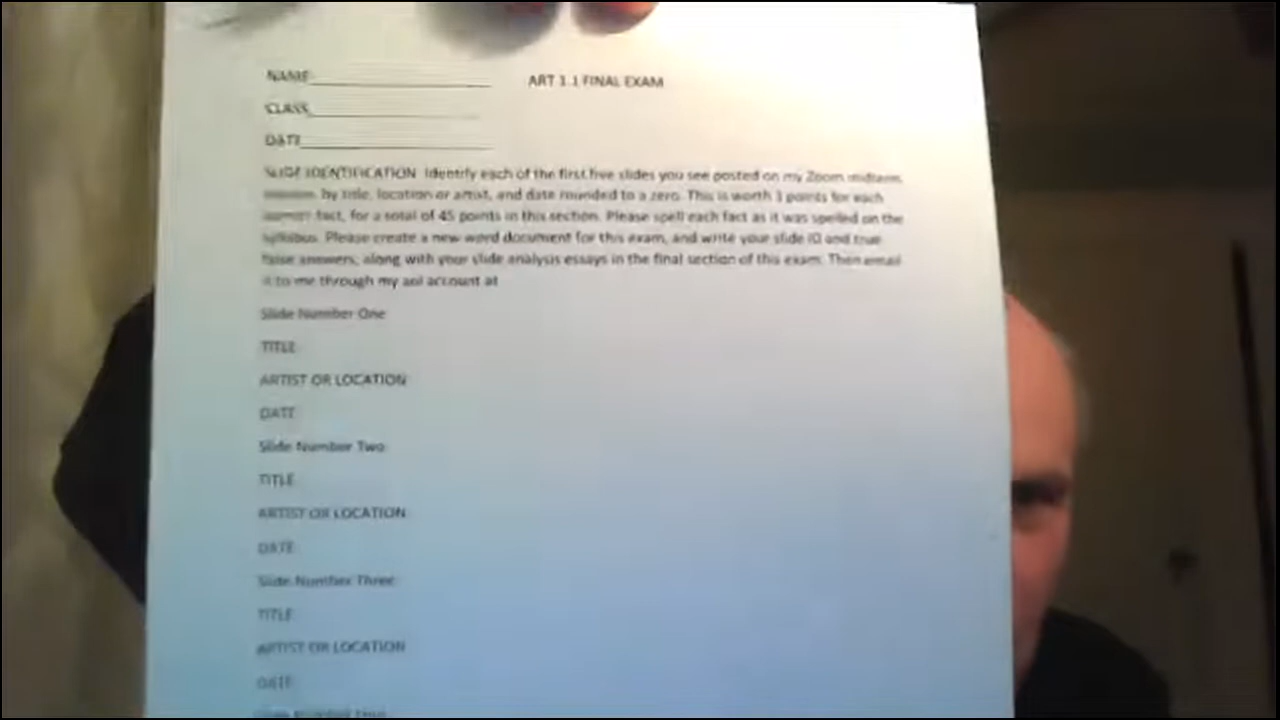 NAME____________________ ART 1.1 FINAL EXAM
CLASS____________________
DATE____________________
SLIDE IDENTIFICATION Identify each of the first five slides you see posted on my Zoom midterm
by title, location or artist, and date rounded to a zero. This is worth 3 points for each
fact, for a total of 45 points in this section. Please spell each fact as it was spelled on the
syllabus. Please create a new word document for this exam, and write your slide ID and true
false answers, along with your slide analysis essays in the final section of this exam. Then email
it to me through my aol account at
Slide Number One
TITLE
ARTIST OR LOCATION
DATE
Slide Number Two
TITLE
ARTIST OR LOCATION
DATE
Slide Number Three
TITLE
ARTIST OR LOCATION
DATE